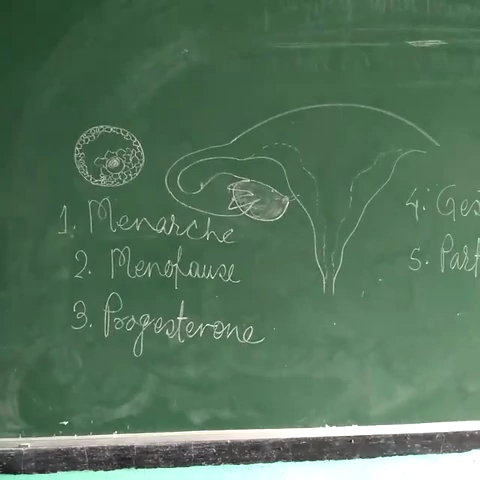 1. Menarche
2. Menopause
3. Progesterone
4. Ges
5. Part